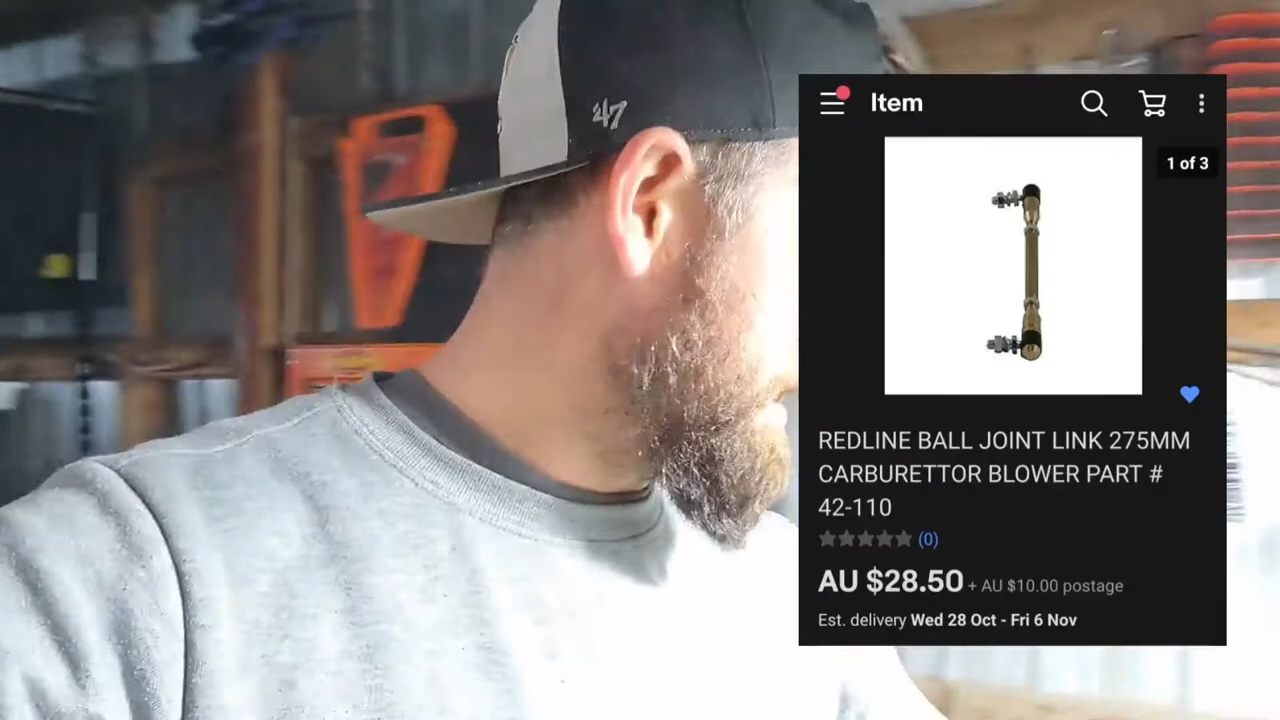 47
Item
1 of 3
REDLINE BALL JOINT LINK 275MM
CARBURETTOR BLOWER PART #
42-110
(0)
AU $28.50 + AU $10.00 postage
Est. delivery Wed 28 Oct - Fri 6 Nov